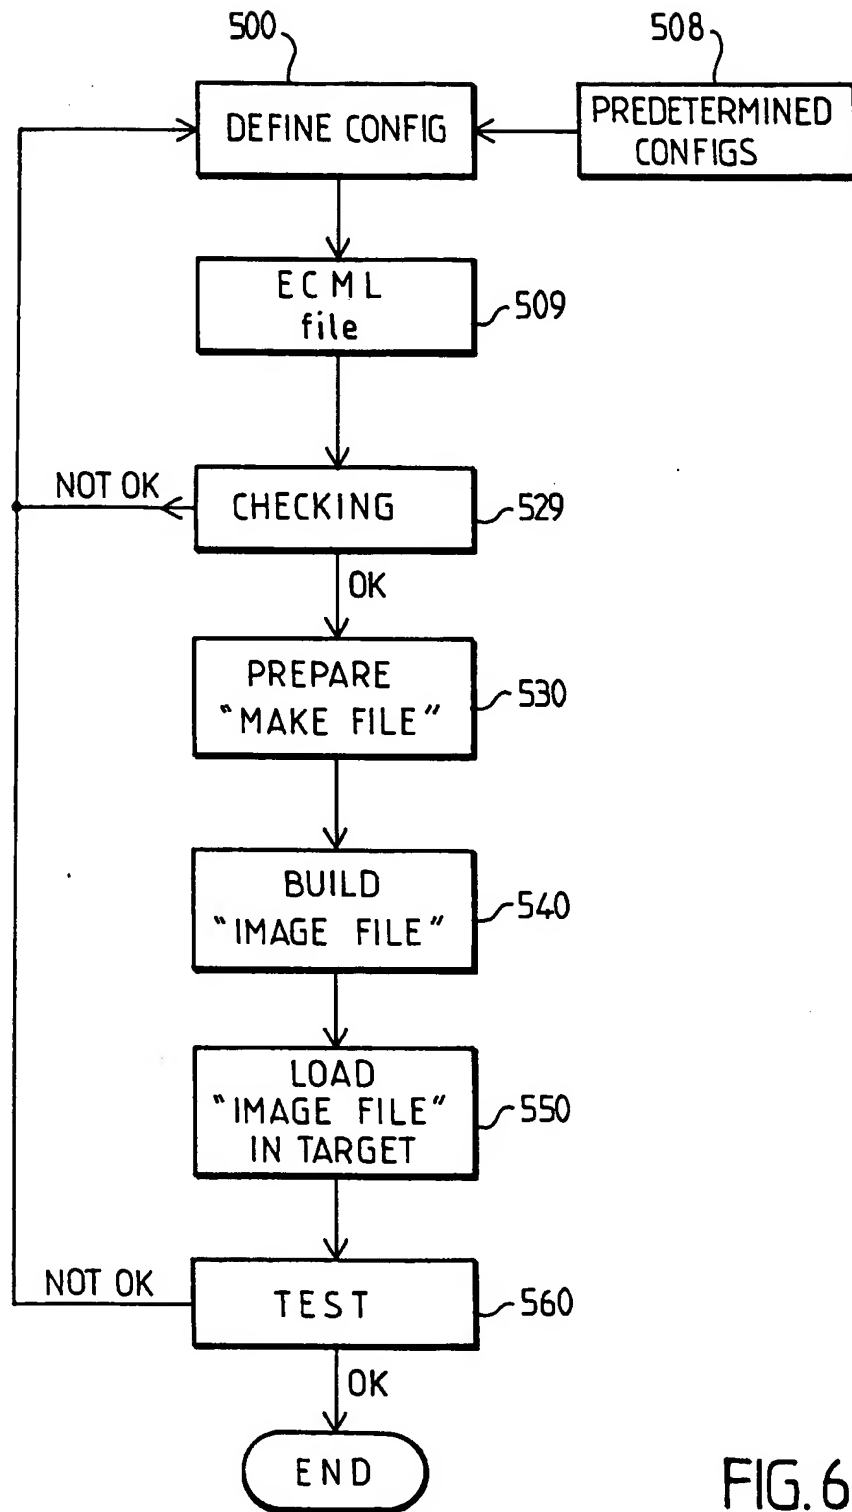 500
508
DEFINE CONFIG
PREDETERMINED
CONFIGS
ECML
file
509
NOT OK
CHECKING
529
OK
PREPARE
"MAKE FILE"
530
BUILD
"IMAGE FILE"
540
LOAD
"IMAGE FILE"
IN TARGET
550
NOT OK
TEST
560
OK
END
FIG. 6